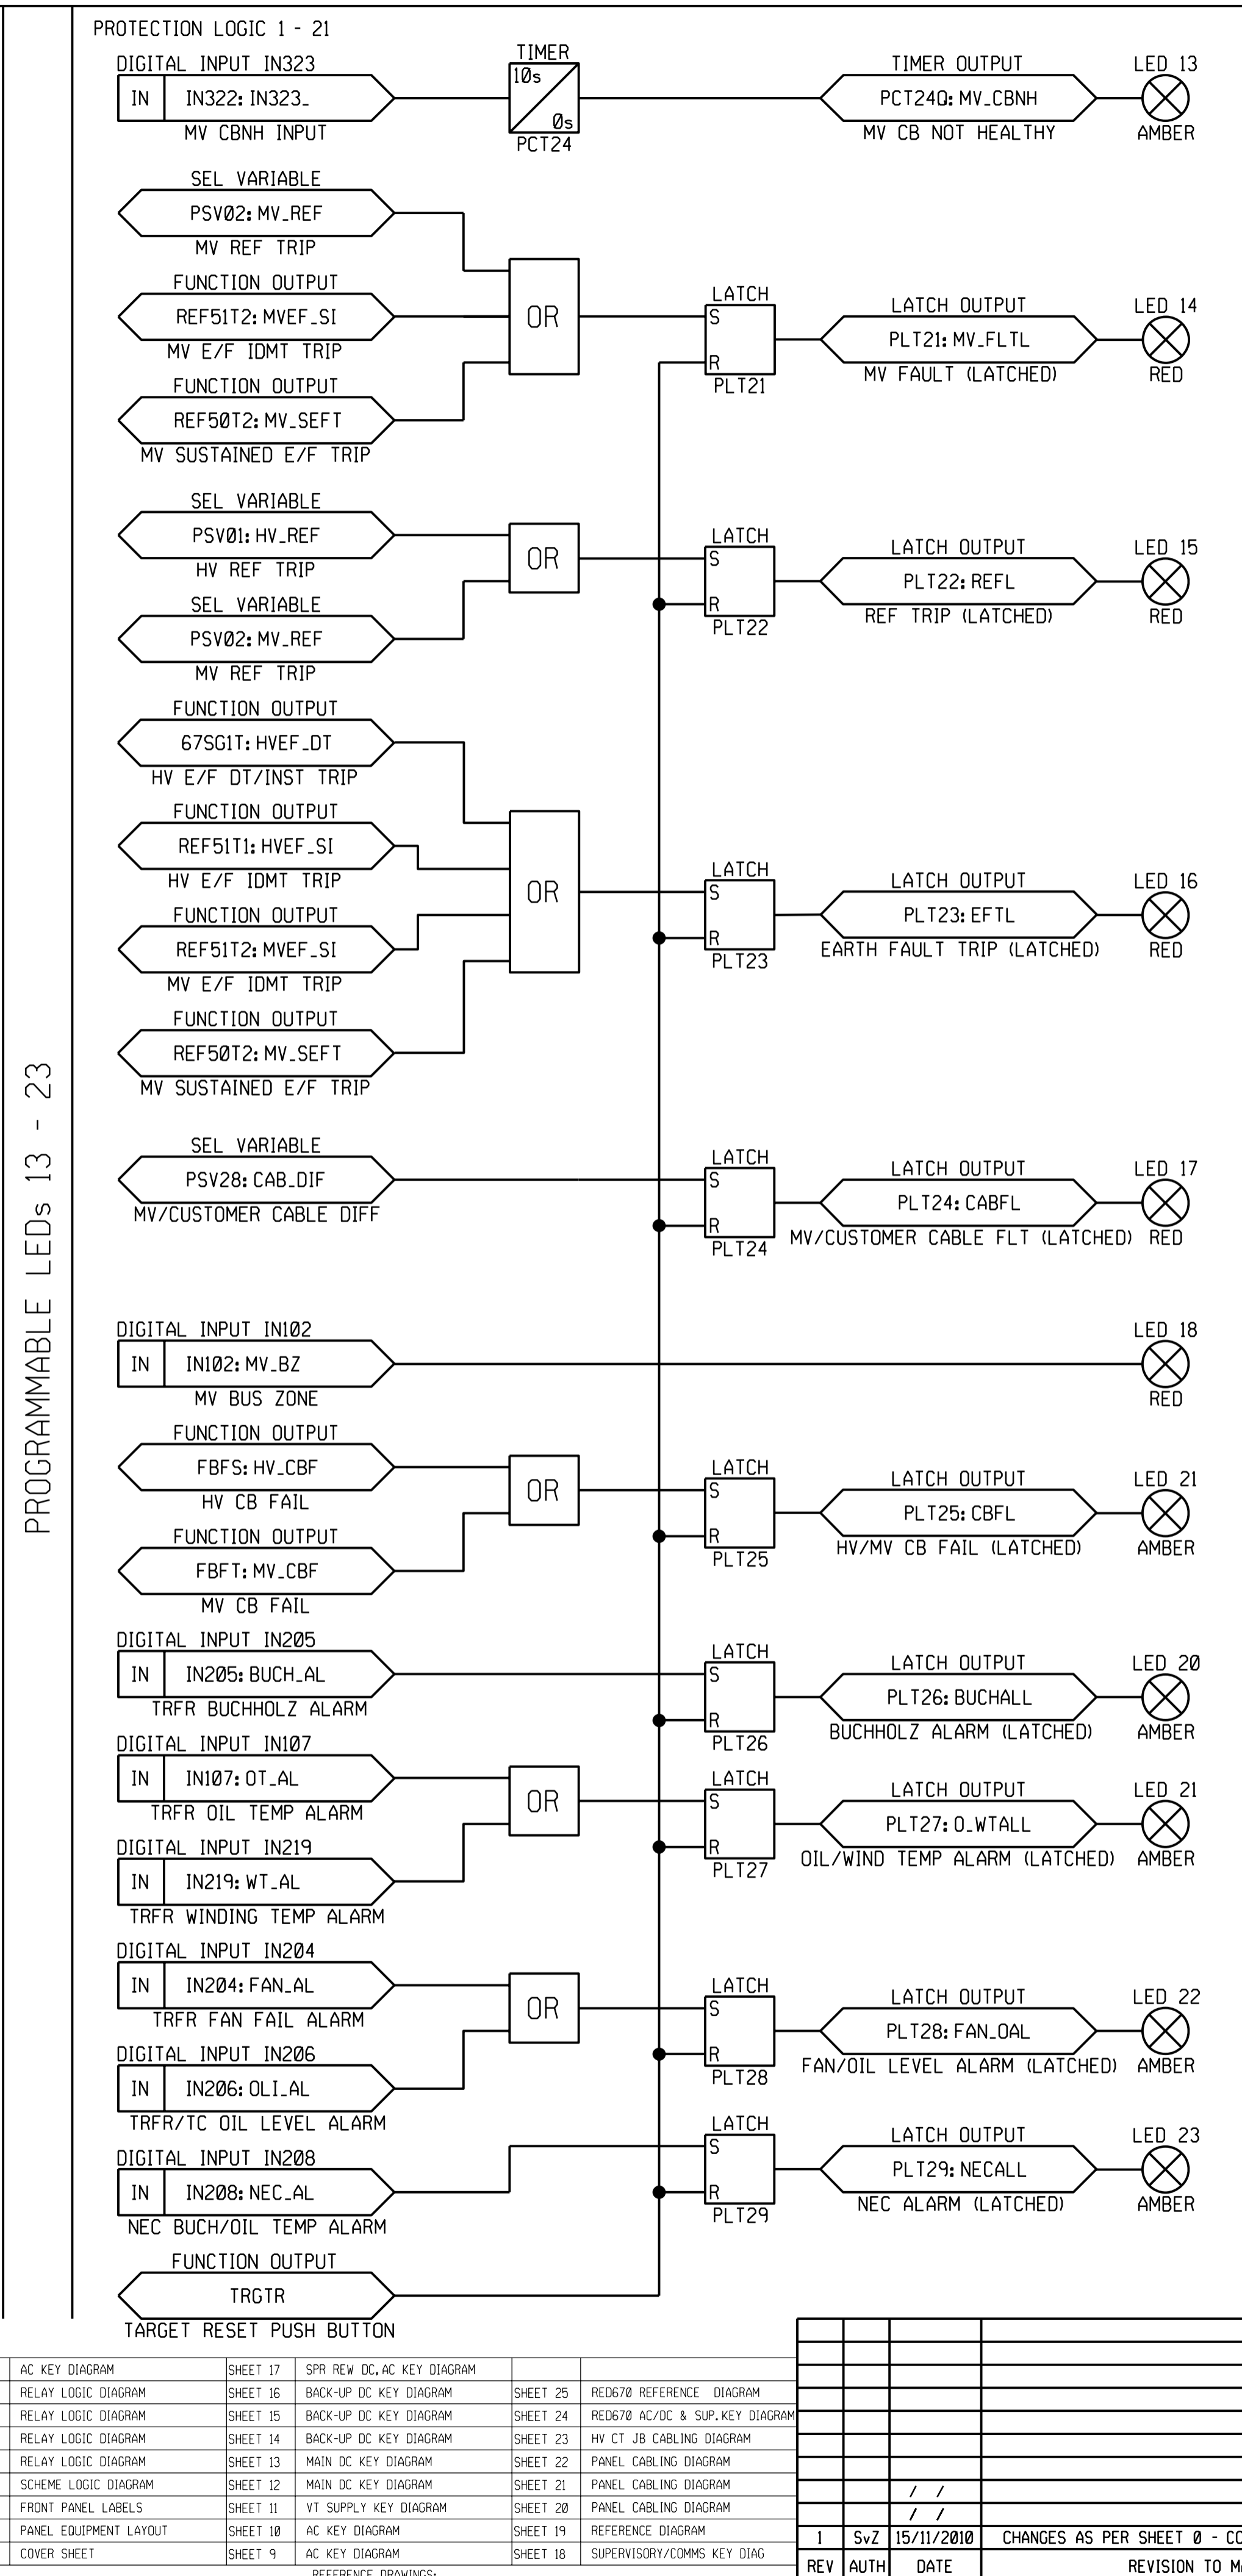 PROTECTION LOGIC 1 - 21
PROGRAMMABLE LEDs 13 - 23
DIGITAL INPUT IN323
IN IN322: IN323_
MV CBNH INPUT
TIMER
10s
0s
PCT24
TIMER OUTPUT
PCT24Q: MV_CBNH
MV CB NOT HEALTHY
LED 13
AMBER
SEL VARIABLE
PSV02: MV_REF
MV REF TRIP
FUNCTION OUTPUT
REF51T2: MVEF_SI
MV E/F IDMT TRIP
FUNCTION OUTPUT
REF50T2: MV_SEFT
MV SUSTAINED E/F TRIP
OR
LATCH
S
R
PLT21
LATCH OUTPUT
PLT21: MV_FLTL
MV FAULT (LATCHED)
LED 14
RED
SEL VARIABLE
PSV01: HV_REF
HV REF TRIP
SEL VARIABLE
PSV02: MV_REF
MV REF TRIP
OR
LATCH
S
R
PLT22
LATCH OUTPUT
PLT22: REFL
REF TRIP (LATCHED)
LED 15
RED
FUNCTION OUTPUT
67SG1T: HVEF_DT
HV E/F DT/INST TRIP
FUNCTION OUTPUT
REF51T1: HVEF_SI
HV E/F IDMT TRIP
FUNCTION OUTPUT
REF51T2: MVEF_SI
MV E/F IDMT TRIP
FUNCTION OUTPUT
REF50T2: MV_SEFT
MV SUSTAINED E/F TRIP
OR
LATCH
S
R
PLT23
LATCH OUTPUT
PLT23: EFTL
EARTH FAULT TRIP (LATCHED)
LED 16
RED
SEL VARIABLE
PSV28: CAB_DIF
MV/CUSTOMER CABLE DIFF
LATCH
S
R
PLT24
LATCH OUTPUT
PLT24: CABFL
MV/CUSTOMER CABLE FLT (LATCHED)
LED 17
RED
DIGITAL INPUT IN102
IN IN102: MV_BZ
MV BUS ZONE
LED 18
RED
FUNCTION OUTPUT
FBFS: HV_CBF
HV CB FAIL
FUNCTION OUTPUT
FBFT: MV_CBF
MV CB FAIL
OR
LATCH
S
R
PLT25
LATCH OUTPUT
PLT25: CBFL
HV/MV CB FAIL (LATCHED)
LED 21
AMBER
DIGITAL INPUT IN205
IN IN205: BUCH_AL
TRFR BUCHHOLZ ALARM
LATCH
S
R
PLT26
LATCH OUTPUT
PLT26: BUCHALL
BUCHHOLZ ALARM (LATCHED)
LED 20
AMBER
DIGITAL INPUT IN107
IN IN107: OT_AL
TRFR OIL TEMP ALARM
DIGITAL INPUT IN219
IN IN219: WT_AL
TRFR WINDING TEMP ALARM
OR
LATCH
S
R
PLT27
LATCH OUTPUT
PLT27: O_WTALL
OIL/WIND TEMP ALARM (LATCHED)
LED 21
AMBER
DIGITAL INPUT IN204
IN IN204: FAN_AL
TRFR FAN FAIL ALARM
DIGITAL INPUT IN206
IN IN206: OLI_AL
TRFR/TC OIL LEVEL ALARM
OR
LATCH
S
R
PLT28
LATCH OUTPUT
PLT28: FAN_OAL
FAN/OIL LEVEL ALARM (LATCHED)
LED 22
AMBER
DIGITAL INPUT IN208
IN IN208: NEC_AL
NEC BUCH/OIL TEMP ALARM
LATCH
S
R
PLT29
LATCH OUTPUT
PLT29: NECALL
NEC ALARM (LATCHED)
LED 23
AMBER
FUNCTION OUTPUT
TRGTR
TARGET RESET PUSH BUTTON
AC KEY DIAGRAM SHEET 17 SPR REW DC,AC KEY DIAGRAM
RELAY LOGIC DIAGRAM SHEET 16 BACK-UP DC KEY DIAGRAM SHEET 25 RED670 REFERENCE DIAGRAM
RELAY LOGIC DIAGRAM SHEET 15 BACK-UP DC KEY DIAGRAM SHEET 24 RED670 AC/DC & SUP.KEY DIAGRAM
RELAY LOGIC DIAGRAM SHEET 14 BACK-UP DC KEY DIAGRAM SHEET 23 HV CT JB CABLING DIAGRAM
RELAY LOGIC DIAGRAM SHEET 13 MAIN DC KEY DIAGRAM SHEET 22 PANEL CABLING DIAGRAM
SCHEME LOGIC DIAGRAM SHEET 12 MAIN DC KEY DIAGRAM SHEET 21 PANEL CABLING DIAGRAM
FRONT PANEL LABELS SHEET 11 VT SUPPLY KEY DIAGRAM SHEET 20 PANEL CABLING DIAGRAM
PANEL EQUIPMENT LAYOUT SHEET 10 AC KEY DIAGRAM SHEET 19 REFERENCE DIAGRAM
COVER SHEET SHEET 9 AC KEY DIAGRAM SHEET 18 SUPERVISORY/COMMS KEY DIAG
REFERENCE DRAWINGS:
/ /
/ /
1 SvZ 15/11/2010 CHANGES AS PER SHEET 0 - CO
REV AUTH DATE REVISION TO M